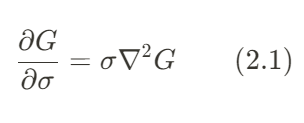 ∂G/∂σ = σ∇²G (2.1)